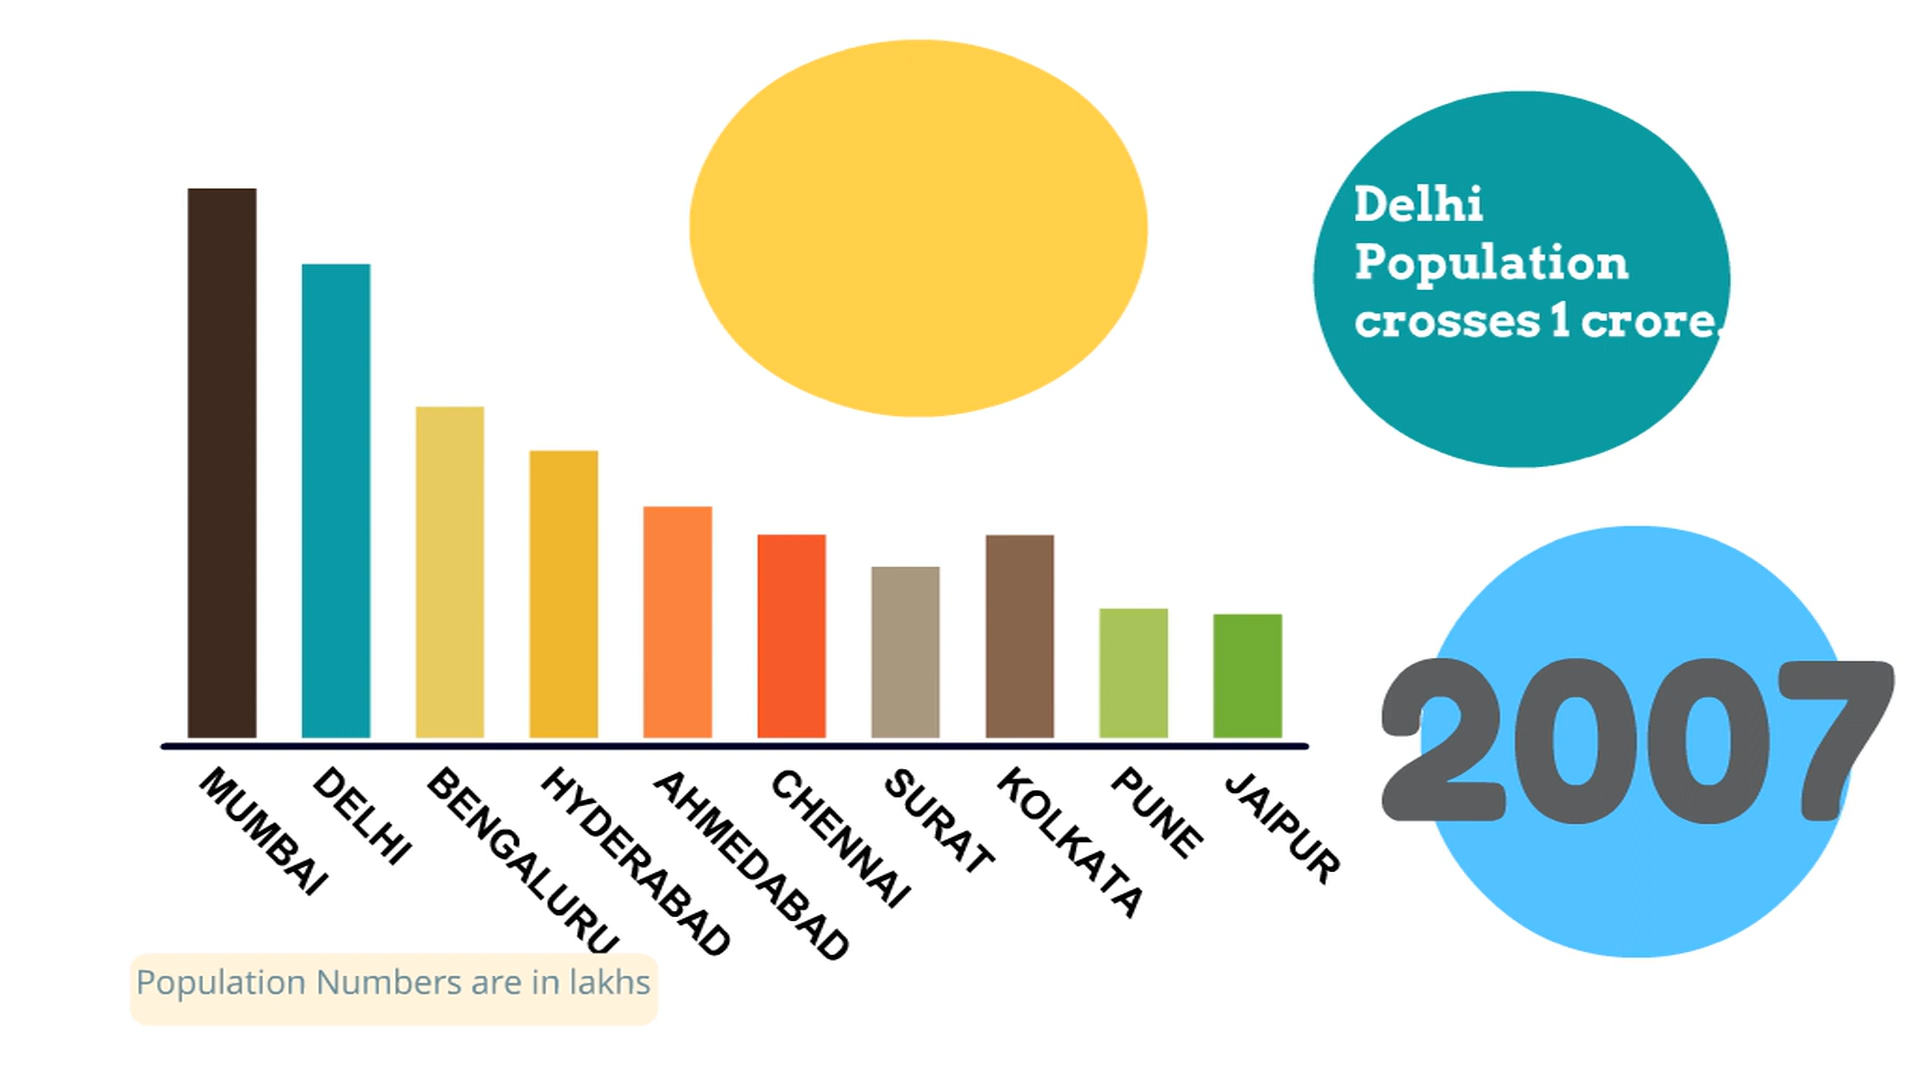 Delhi
Population
crosses 1 crore.
2007
MUMBAI
DELHI
BENGALURU
HYDERABAD
AHMEDABAD
CHENNAI
SURAT
KOLKATA
PUNE
JAIPUR
Population Numbers are in lakhs